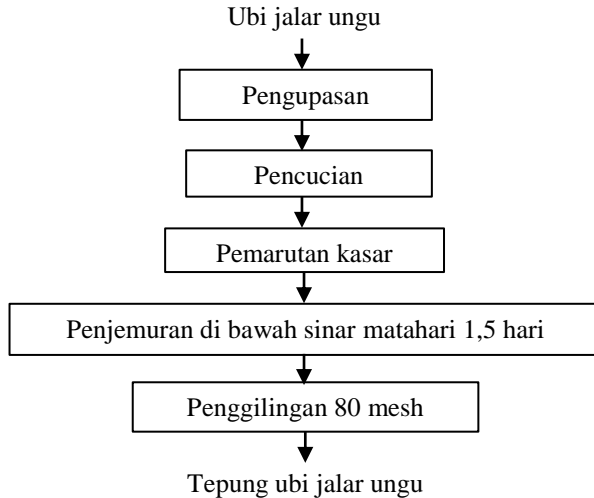 Ubi jalar ungu
Pengupasan
Pencucian
Pemarutan kasar
Penjemuran di bawah sinar matahari 1,5 hari
Penggilingan 80 mesh
Tepung ubi jalar ungu